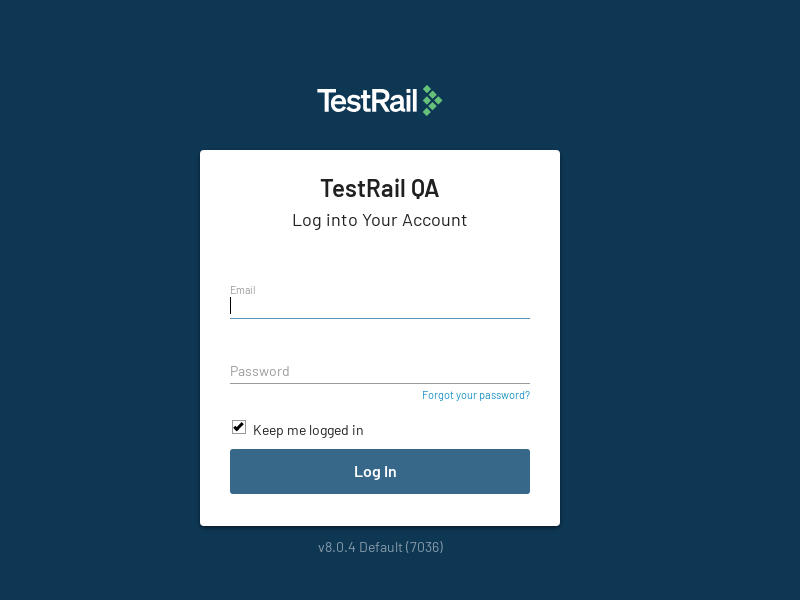 TestRail
TestRail QA
Log into Your Account
Email
Password
Forgot your password?
Keep me logged in
Log In
v8.0.4 Default (7036)